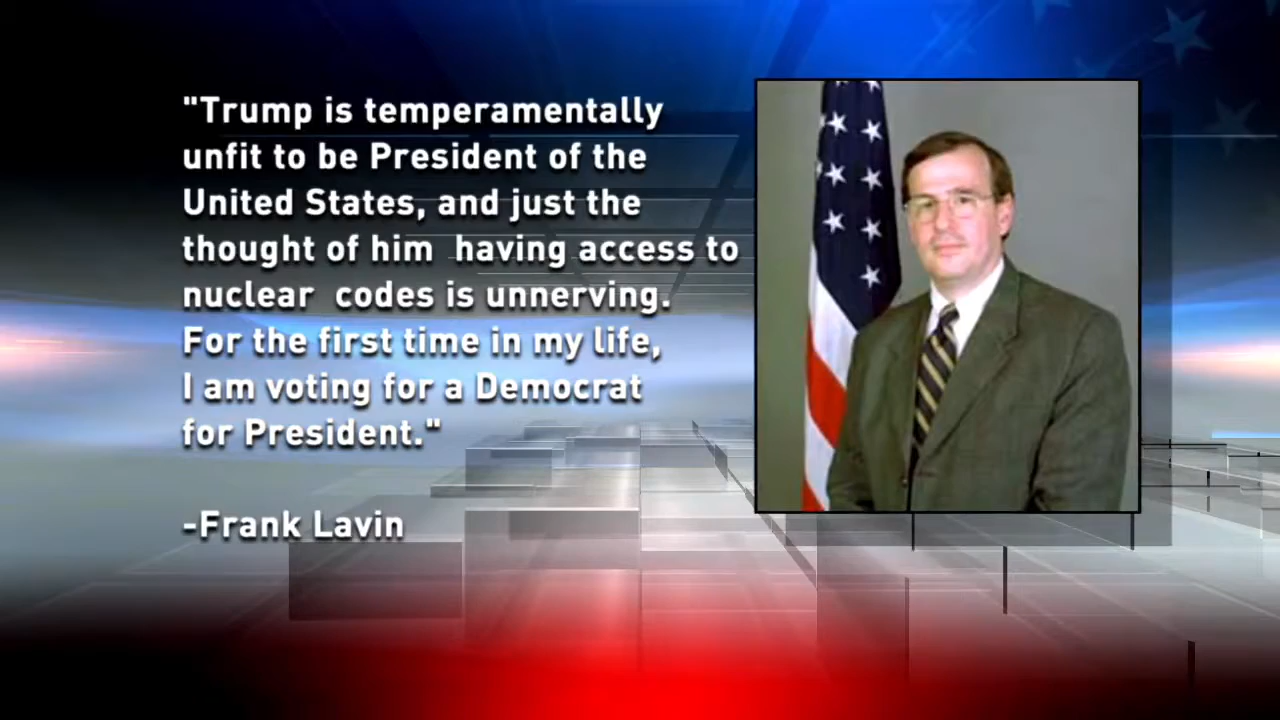 "Trump is temperamentally
unfit to be President of the
United States, and just the
thought of him  having access to
nuclear  codes is unnerving.
For the first time in my life,
I am voting for a Democrat
for President."
-Frank Lavin